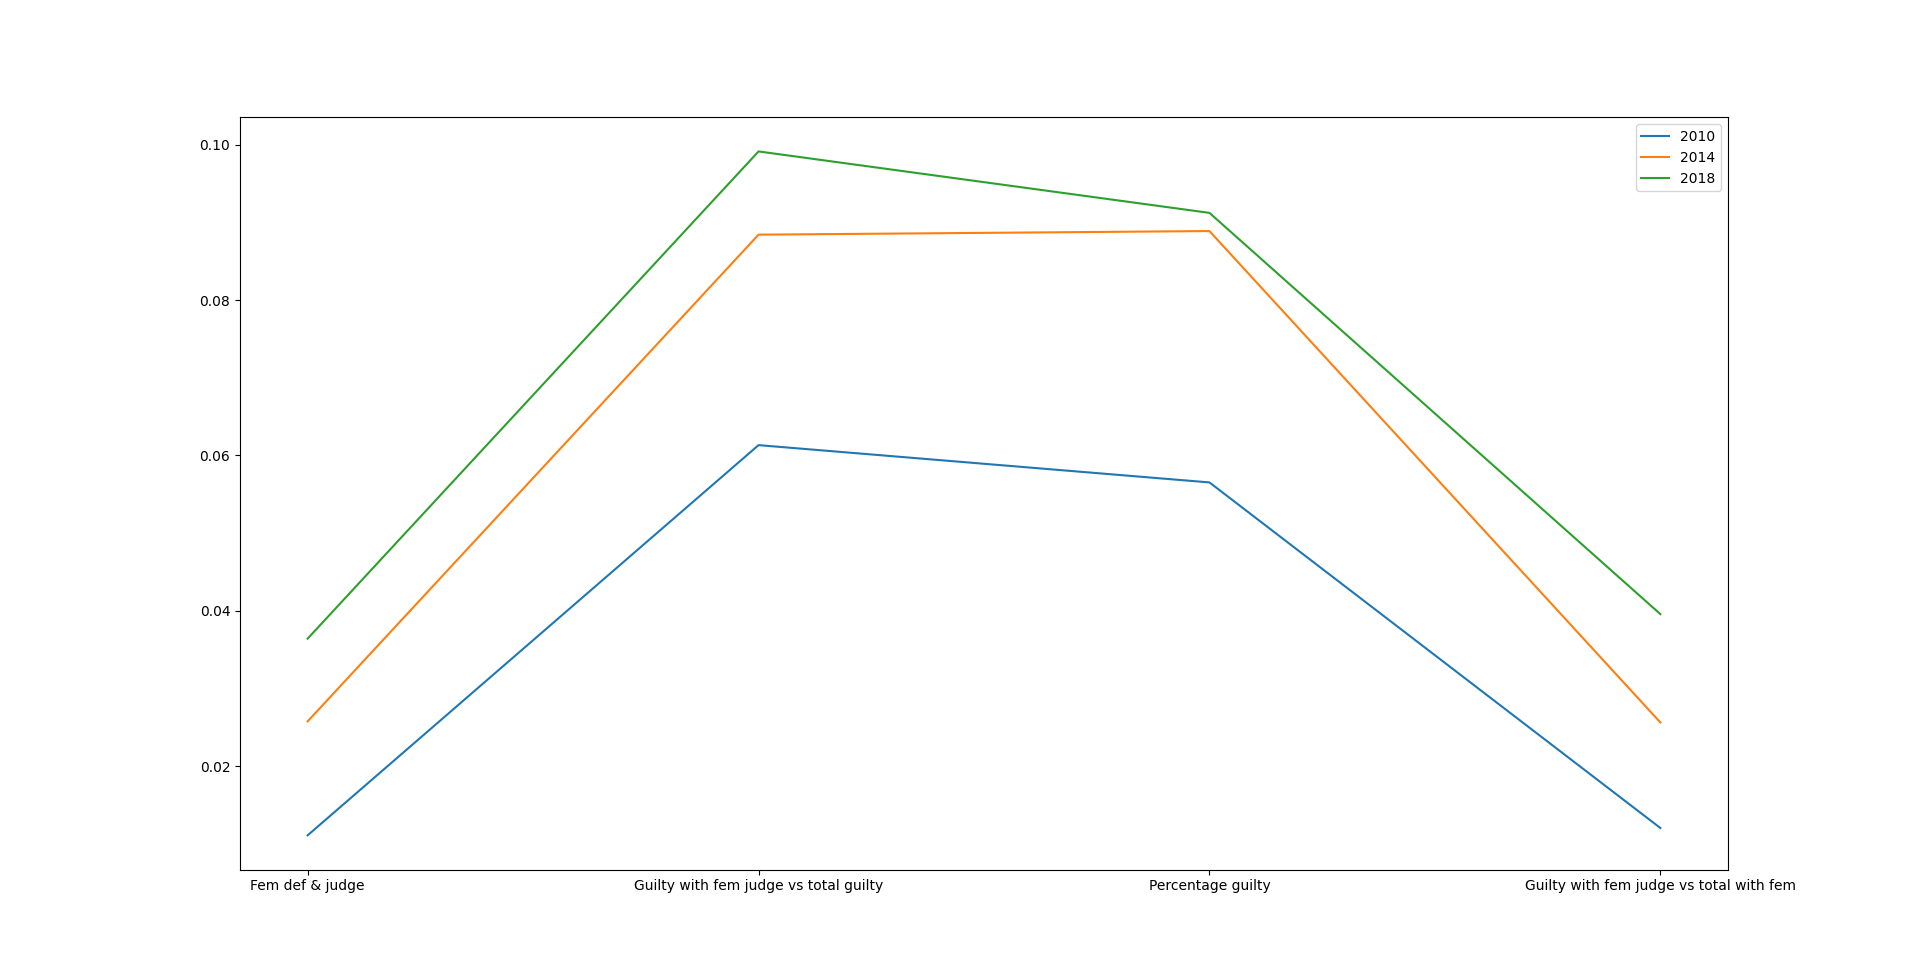 2010
2014
2018
0.10
0.08
0.06
0.04
0.02
Fem def & judge
Guilty with fem judge vs total guilty
Percentage guilty
Guilty with fem judge vs total with fem